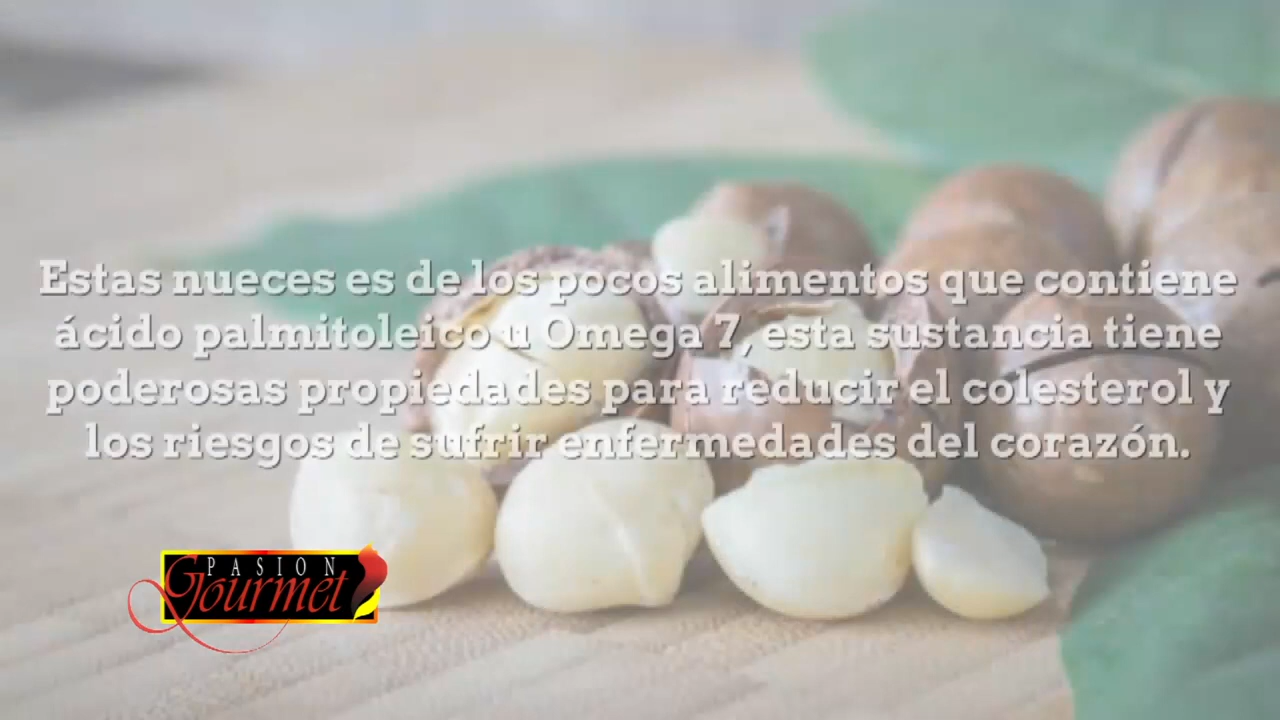 Estas nueces es de los pocos alimentos que contiene
ácido palmitoleico u Omega 7, esta sustancia tiene
poderosas propiedades para reducir el colesterol y
los riesgos de sufrir enfermedades del corazón.
PASION
Gourmet